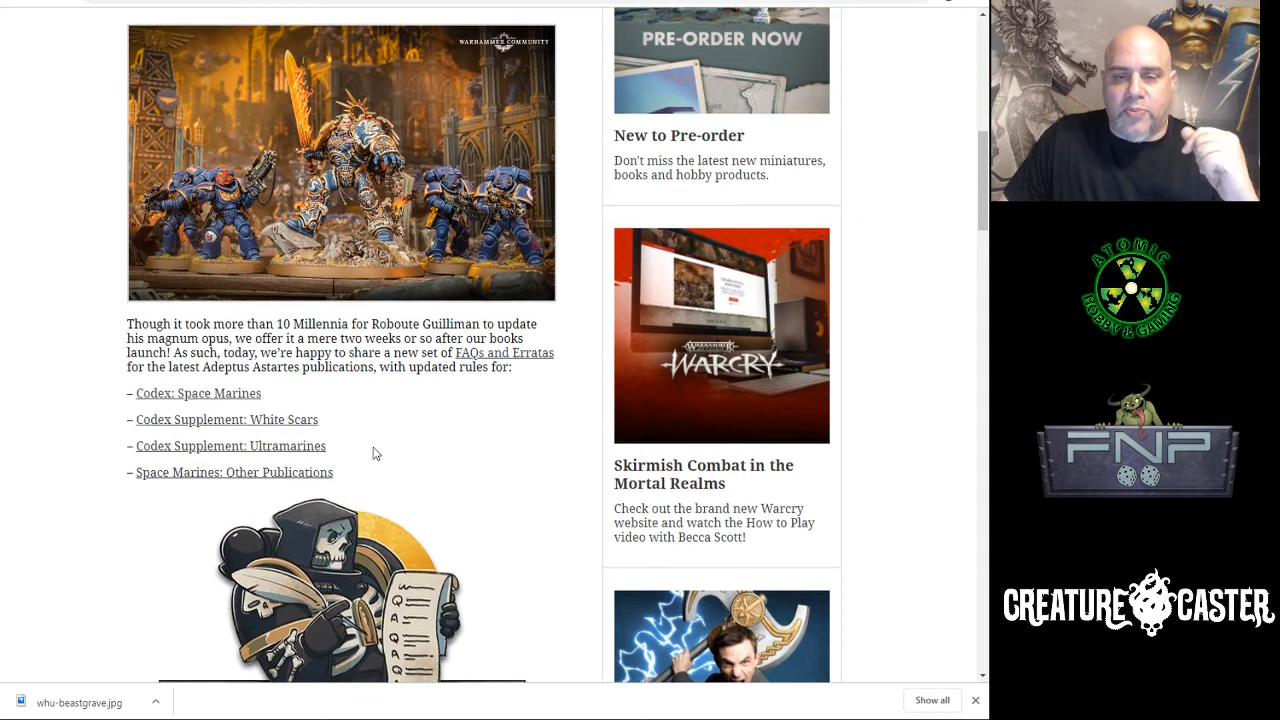 WARHAMMER COMMUNITY
PRE-ORDER NOW
New to Pre-order
Don't miss the latest new miniatures,
books and hobby products.
Though it took more than 10 Millennia for Roboute Guilliman to update
his magnum opus, we offer it a mere two weeks or so after our books
launch! As such, today, we're happy to share a new set of FAQs and Erratas
for the latest Adeptus Astartes publications, with updated rules for:
– Codex: Space Marines
– Codex Supplement: White Scars
– Codex Supplement: Ultramarines
– Space Marines: Other Publications
Q
A
Q
A
Q
WARHAMMER
WARCRY
Skirmish Combat in the
Mortal Realms
Check out the brand new Warcry
website and watch the How to Play
video with Becca Scott!
ATOMIC
HOBBY & GAMING
FNP
CREATURE CASTER
whu-beastgrave.jpg
Show all